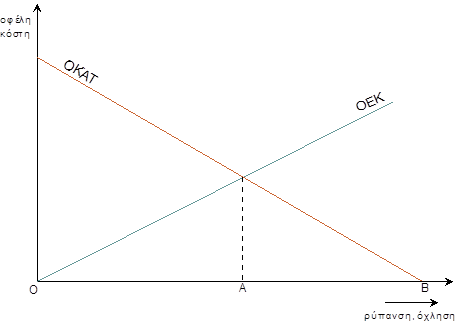 οφέλη
κόστη
ΟΚΑΤ
ΟΕΚ
Ο
Α
Β
ρύπανση, όχληση